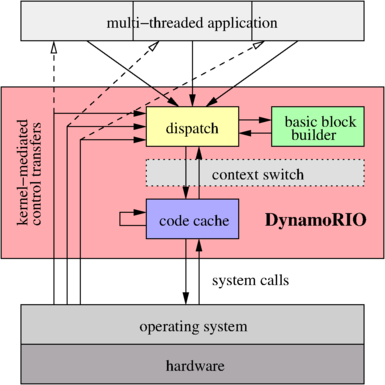 multi-threaded application
kernel-mediated
control transfers
dispatch
basic block
builder
context switch
code cache
DynamoRIO
system calls
operating system
hardware